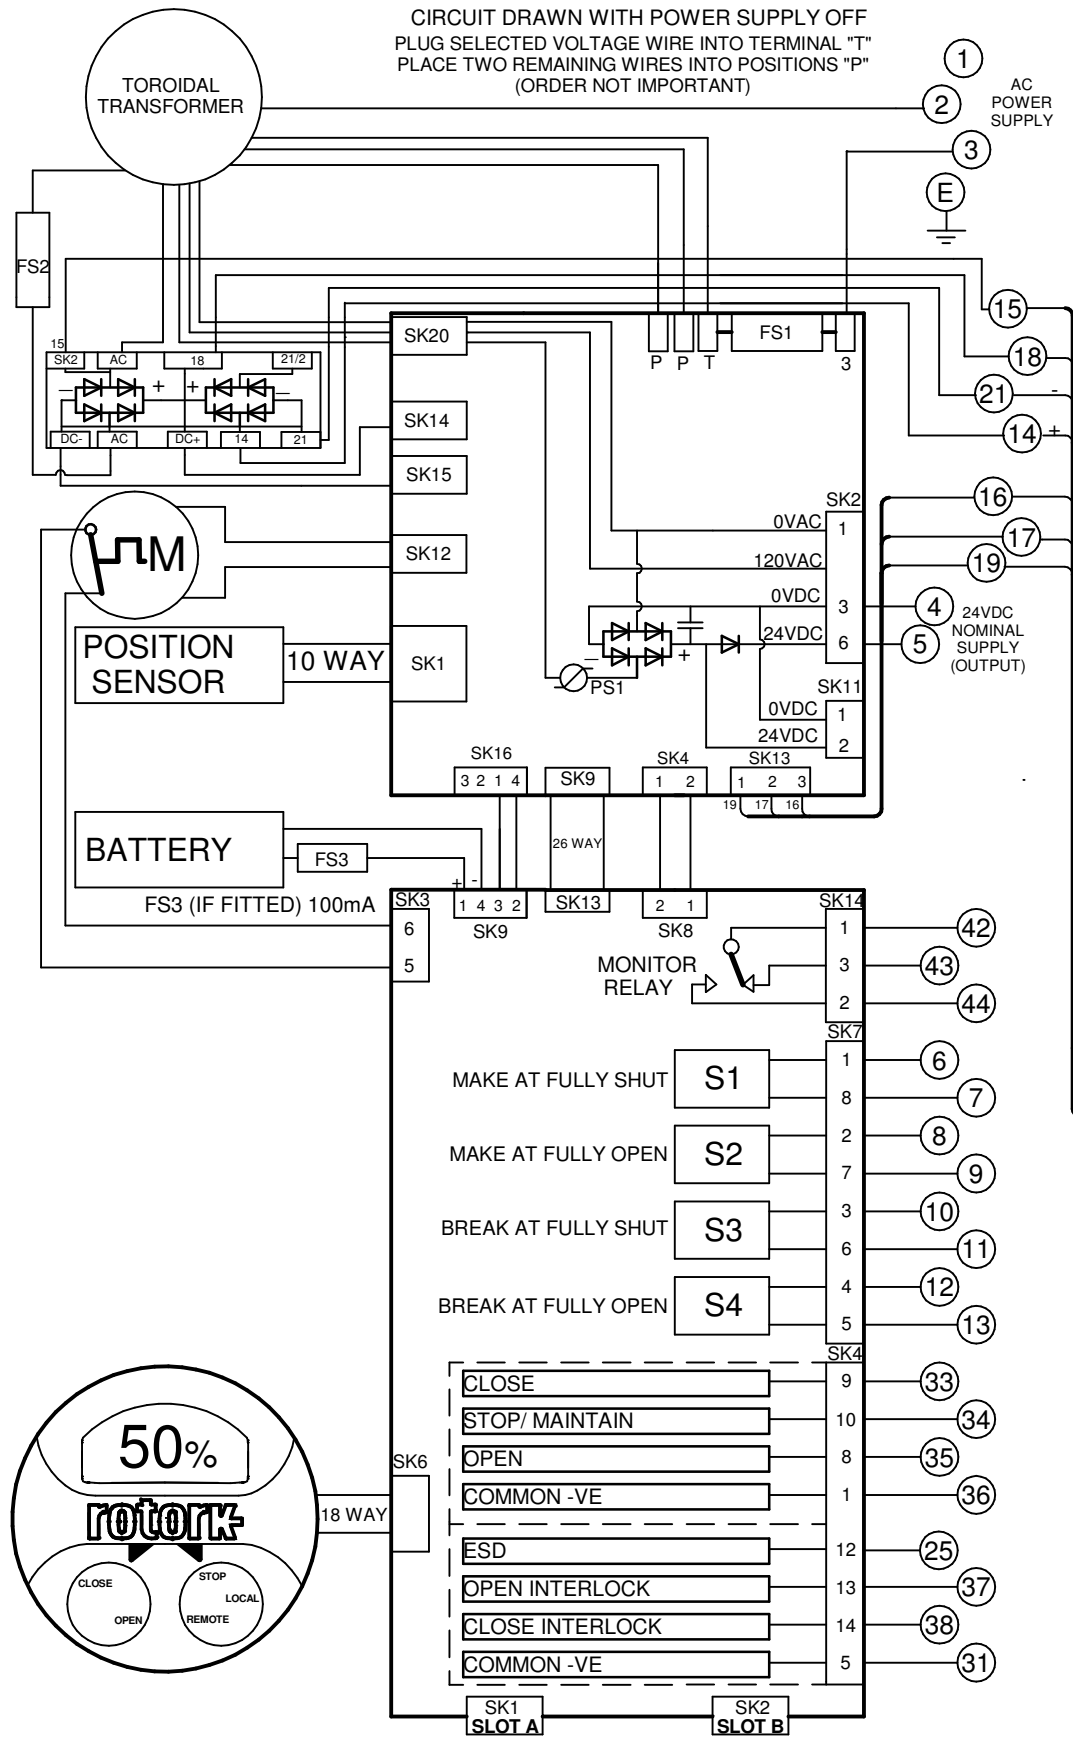 CIRCUIT DRAWN WITH POWER SUPPLY OFF
PLUG SELECTED VOLTAGE WIRE INTO TERMINAL "T"
PLACE TWO REMAINING WIRES INTO POSITIONS "P"
(ORDER NOT IMPORTANT)
TOROIDAL
TRANSFORMER
1
2
AC
POWER
SUPPLY
3
E
FS2
15
18
21 -
14 +
15
SK2 AC 18 21/2
— + + —
DC- AC DC+ 14 21
SK20
SK14
SK15
SK12
SK1
P P T FS1 3
M
POSITION
SENSOR
10 WAY
SK2
0VAC 1
120VAC
0VDC 3
24VDC 6
— +
PS1
SK11
0VDC 1
24VDC 2
16
17
19
4
5
24VDC
NOMINAL
SUPPLY
(OUTPUT)
SK16
3 2 1 4
SK9
SK4
1 2
SK13
1 2 3
19 17 16
26 WAY
BATTERY
FS3
FS3 (IF FITTED) 100mA
+ -
SK3
6
5
1 4 3 2
SK9
SK13
2 1
SK8
SK14
MONITOR
RELAY
1 42
3 43
2 44
SK7
MAKE AT FULLY SHUT S1
1 6
8 7
MAKE AT FULLY OPEN S2
2 8
7 9
BREAK AT FULLY SHUT S3
3 10
6 11
BREAK AT FULLY OPEN S4
4 12
5 13
SK4
CLOSE 9 33
STOP/ MAINTAIN 10 34
OPEN 8 35
COMMON -VE 1 36
ESD 12 25
OPEN INTERLOCK 13 37
CLOSE INTERLOCK 14 38
COMMON -VE 5 31
50%
rotork
CLOSE
OPEN
STOP
LOCAL
REMOTE
18 WAY
SK6
SK1
SLOT A
SK2
SLOT B